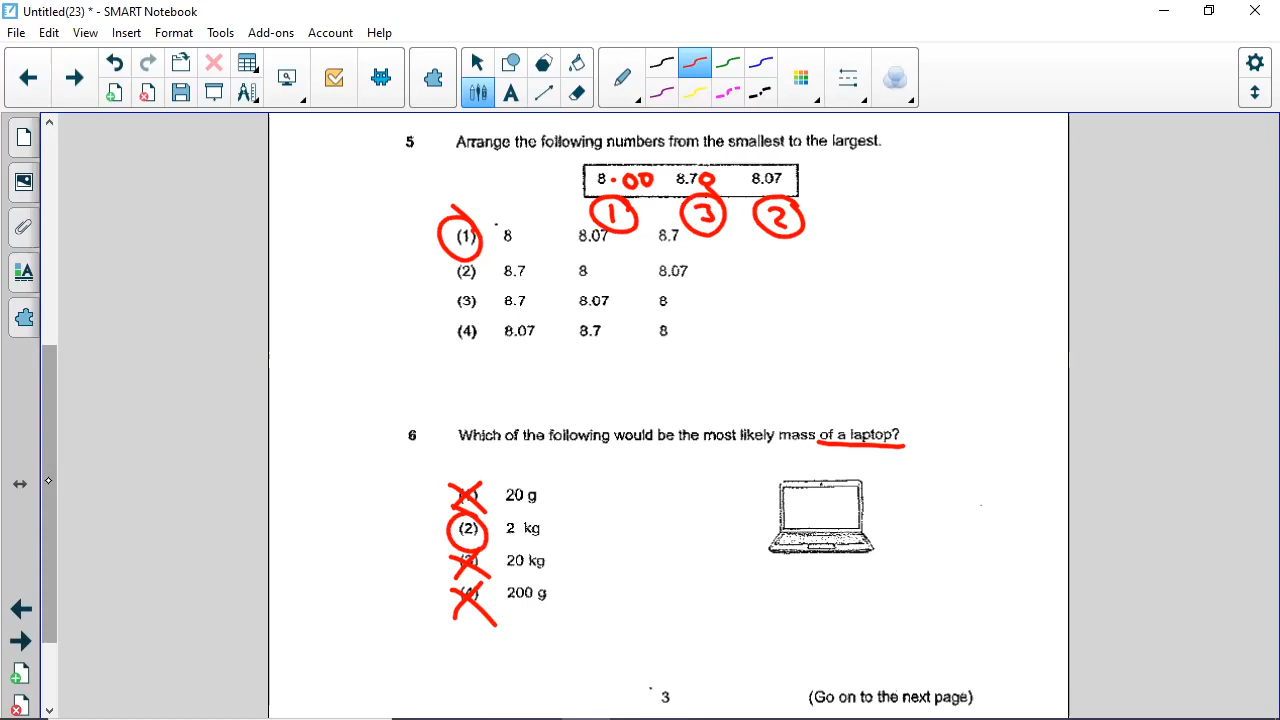 Untitled(23) * - SMART Notebook
File Edit View Insert Format Tools Add-ons Account Help
5 Arrange the following numbers from the smallest to the largest.
8.00 8.70 8.07
1 3 2
(1) 8 8.07 8.7
(2) 8.7 8 8.07
(3) 8.7 8.07 8
(4) 8.07 8.7 8
6 Which of the following would be the most likely mass of a laptop?
(1) 20 g
(2) 2 kg
(3) 20 kg
(4) 200 g
3 (Go on to the next page)